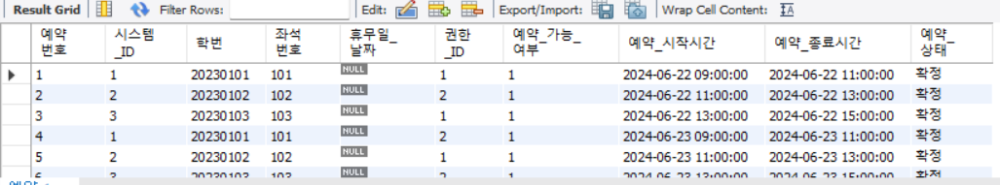 Result Grid Filter Rows: Edit: Export/Import: Wrap Cell Content: IA
예약 시스템 학번 좌석 휴무일_ 권한 예약_가능_ 예약_시작시간 예약_종료시간 예약_
번호 _ID 번호 날짜 _ID 여부 상태
1 1 20230101 101 NULL 1 1 2024-06-22 09:00:00 2024-06-22 11:00:00 확정
2 2 20230102 102 NULL 2 1 2024-06-22 11:00:00 2024-06-22 13:00:00 확정
3 3 20230103 103 NULL 1 1 2024-06-22 13:00:00 2024-06-22 15:00:00 확정
4 1 20230101 101 NULL 2 1 2024-06-23 09:00:00 2024-06-23 11:00:00 확정
5 2 20230102 102 NULL 1 1 2024-06-23 11:00:00 2024-06-23 13:00:00 확정
6 3 20230103 103 NULL 2 1 2024-06-23 13:00:00 2024-06-23 15:00:00 확정